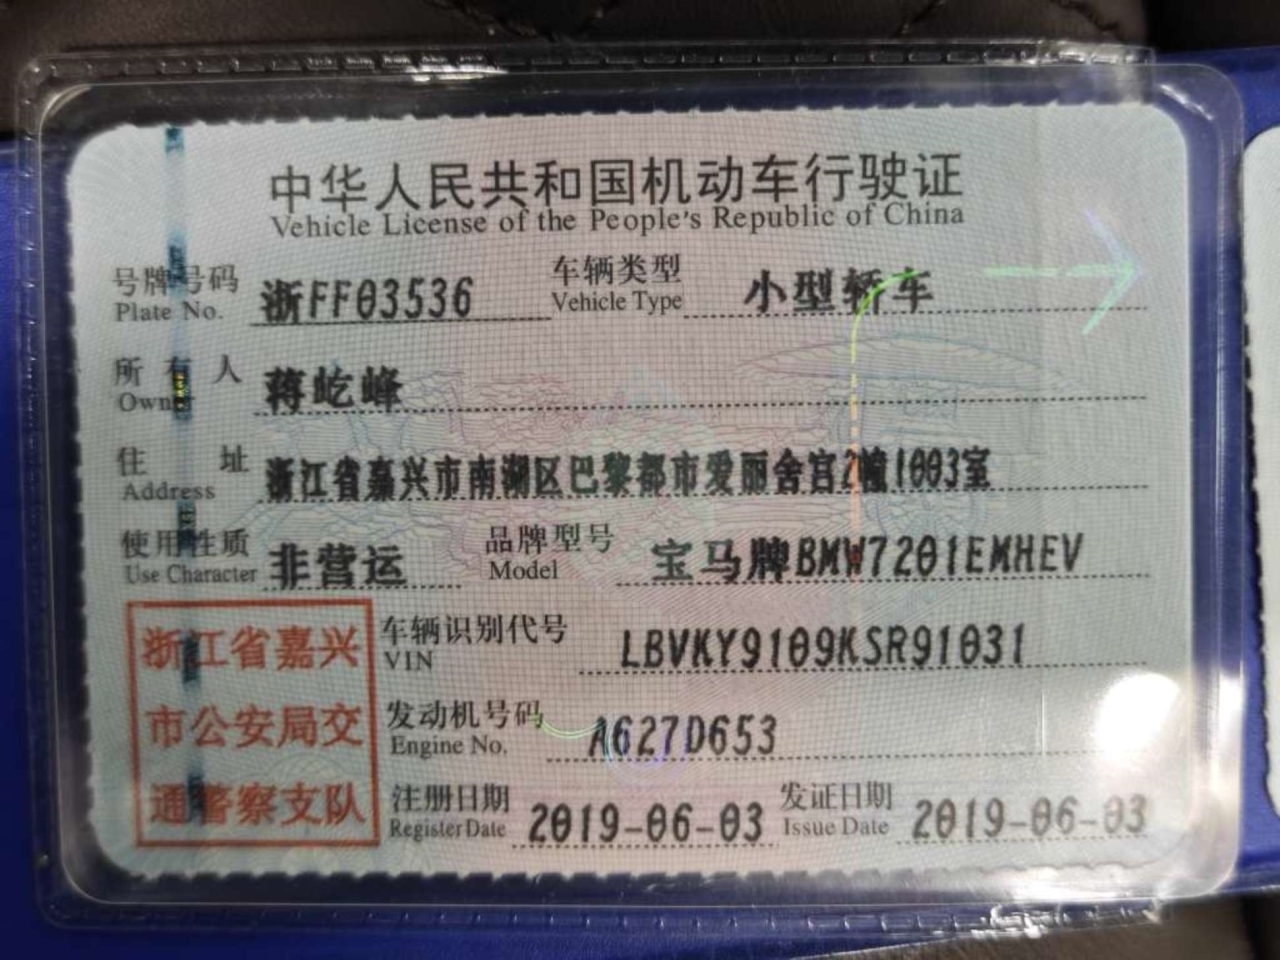 中华人民共和国机动车行驶证
Vehicle License of the People's Republic of China
号牌号码 浙FF03536 车辆类型 小型轿车
Plate No. Vehicle Type
所有人 蒋屹峰
Owner
住址 浙江省嘉兴市南湖区巴黎都市爱丽舍宫2幢1003室
Address
使用性质 非营运 品牌型号 宝马牌BMW7201EMHEV
Use Character Model
浙江省嘉兴
市公安局交
通警察支队
车辆识别代号 LBVKY9109KSR91031
VIN
发动机号码 A627D653
Engine No.
注册日期 2019-06-03 发证日期 2019-06-03
Register Date Issue Date